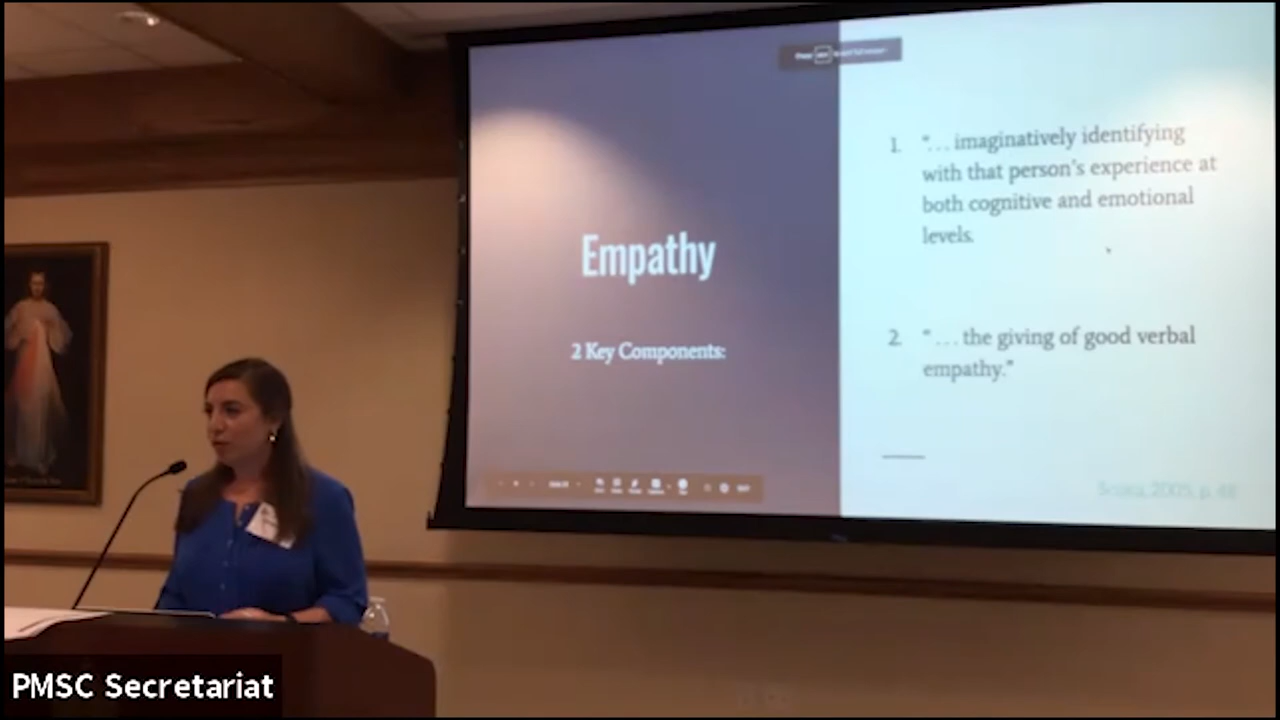 Empathy
2 Key Components:
1. "... imaginatively identifying
with that person's experience at
both cognitive and emotional
levels.
2. "... the giving of good verbal
empathy."
PMSC Secretariat